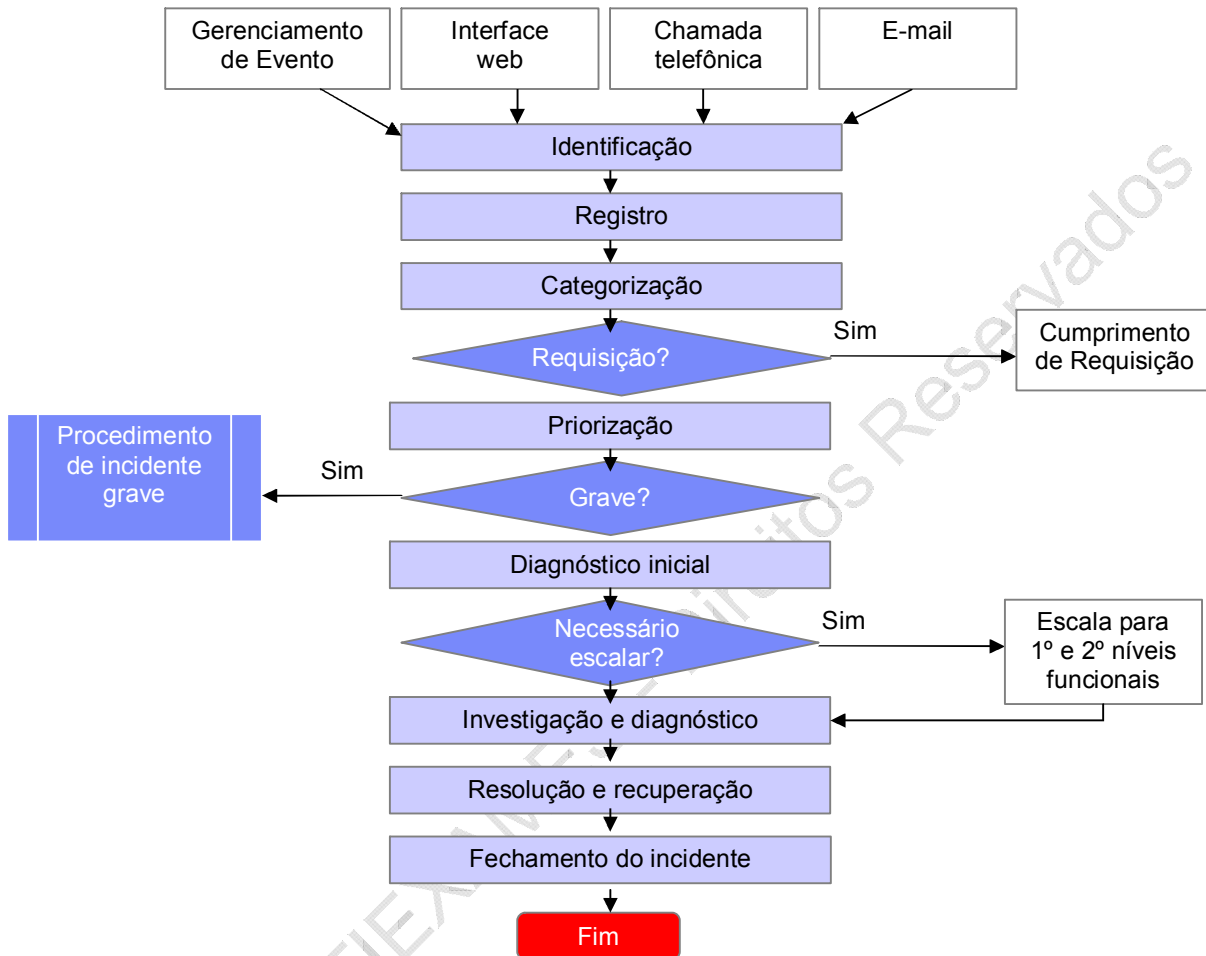 Gerenciamento
de Evento
Interface
web
Chamada
telefônica
E-mail
Identificação
Registro
Categorização
Requisição?
Sim
Cumprimento
de Requisição
Priorização
Procedimento
de incidente
grave
Sim
Grave?
Diagnóstico inicial
Necessário
escalar?
Sim
Escala para
1º e 2º níveis
funcionais
Investigação e diagnóstico
Resolução e recuperação
Fechamento do incidente
Fim
Reservados